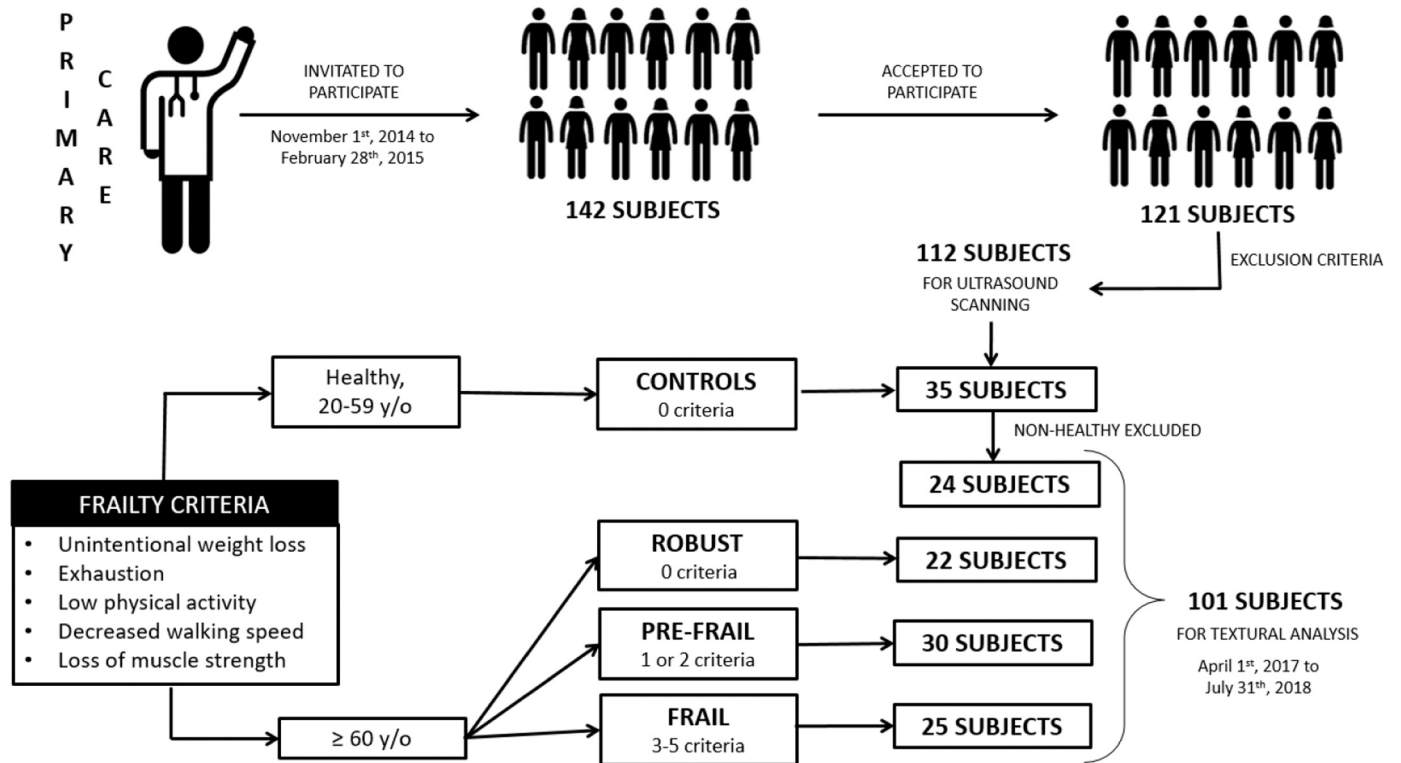 PRIMARY
CARE
INVITATED TO
PARTICIPATE
November 1st, 2014 to
February 28th, 2015
142 SUBJECTS
ACCEPTED TO
PARTICIPATE
121 SUBJECTS
EXCLUSION CRITERIA
112 SUBJECTS
FOR ULTRASOUND
SCANNING
Healthy,
20-59 y/o
CONTROLS
0 criteria
35 SUBJECTS
NON-HEALTHY EXCLUDED
24 SUBJECTS
FRAILTY CRITERIA
• Unintentional weight loss
• Exhaustion
• Low physical activity
• Decreased walking speed
• Loss of muscle strength
≥ 60 y/o
ROBUST
0 criteria
22 SUBJECTS
PRE-FRAIL
1 or 2 criteria
30 SUBJECTS
FRAIL
3-5 criteria
25 SUBJECTS
101 SUBJECTS
FOR TEXTURAL ANALYSIS
April 1st, 2017 to
July 31th, 2018